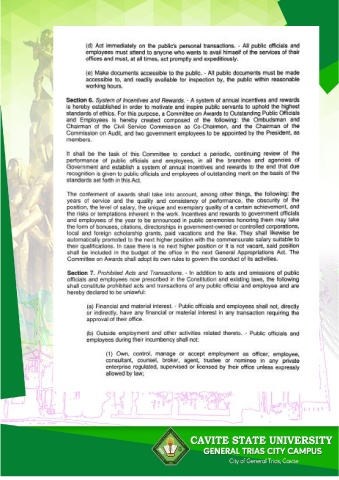 (d) Act immediately on the public's personal transactions. - All public officials and
employees must attend to anyone who wants to avail himself of the services of their
offices and must, at all times, act promptly and expeditiously.
(e) Make documents accessible to the public. - All public documents must be made
accessible to, and readily available for inspection by, the public within reasonable
working hours.
Section 6. System of Incentives and Rewards. - A system of annual incentives and rewards
is hereby established in order to motivate and inspire public servants to uphold the highest
standards of ethics. For this purpose, a Committee on Awards to Outstanding Public Officials
and Employees is hereby created composed of the following: the Ombudsman and
Chairman of the Civil Service Commission as Co-Chairmen, and the Chairman of the
Commission on Audit, and two government employees to be appointed by the President, as
members.
It shall be the task of this Committee to conduct a periodic, continuing review of the
performance of public officials and employees, in all the branches and agencies of
Government and establish a system of annual incentives and rewards to the end that due
recognition is given to public officials and employees of outstanding merit on the basis of the
standards set forth in this Act.
The conferment of awards shall take into account, among other things, the following: the
years of service and the quality and consistency of performance, the obscurity of the
position, the level of salary, the unique and exemplary quality of a certain achievement, and
the risks or temptations inherent in the work. Incentives and rewards to government officials
and employees of the year to be announced in public ceremonies honoring them may take
the form of bonuses, citations, directorships in government-owned or controlled corporations,
local and foreign scholarship grants, paid vacations and the like. They shall likewise be
automatically promoted to the next higher position with the commensurate salary suitable to
their qualifications. In case there is no next higher position or it is not vacant, said position
shall be included in the budget of the office in the next General Appropriations Act. The
Committee on Awards shall adopt its own rules to govern the conduct of its activities.
Section 7. Prohibited Acts and Transactions. - In addition to acts and omissions of public
officials and employees now prescribed in the Constitution and existing laws, the following
shall constitute prohibited acts and transactions of any public official and employee and are
hereby declared to be unlawful:
(a) Financial and material interest. - Public officials and employees shall not, directly
or indirectly, have any financial or material interest in any transaction requiring the
approval of their office.
(b) Outside employment and other activities related thereto. - Public officials and
employees during their incumbency shall not:
(1) Own, control, manage or accept employment as officer, employee,
consultant, counsel, broker, agent, trustee or nominee in any private
enterprise regulated, supervised or licensed by their office unless expressly
allowed by law;
CAVITE STATE UNIVERSITY
GENERAL TRIAS CITY CAMPUS
City of General Trias, Cavite